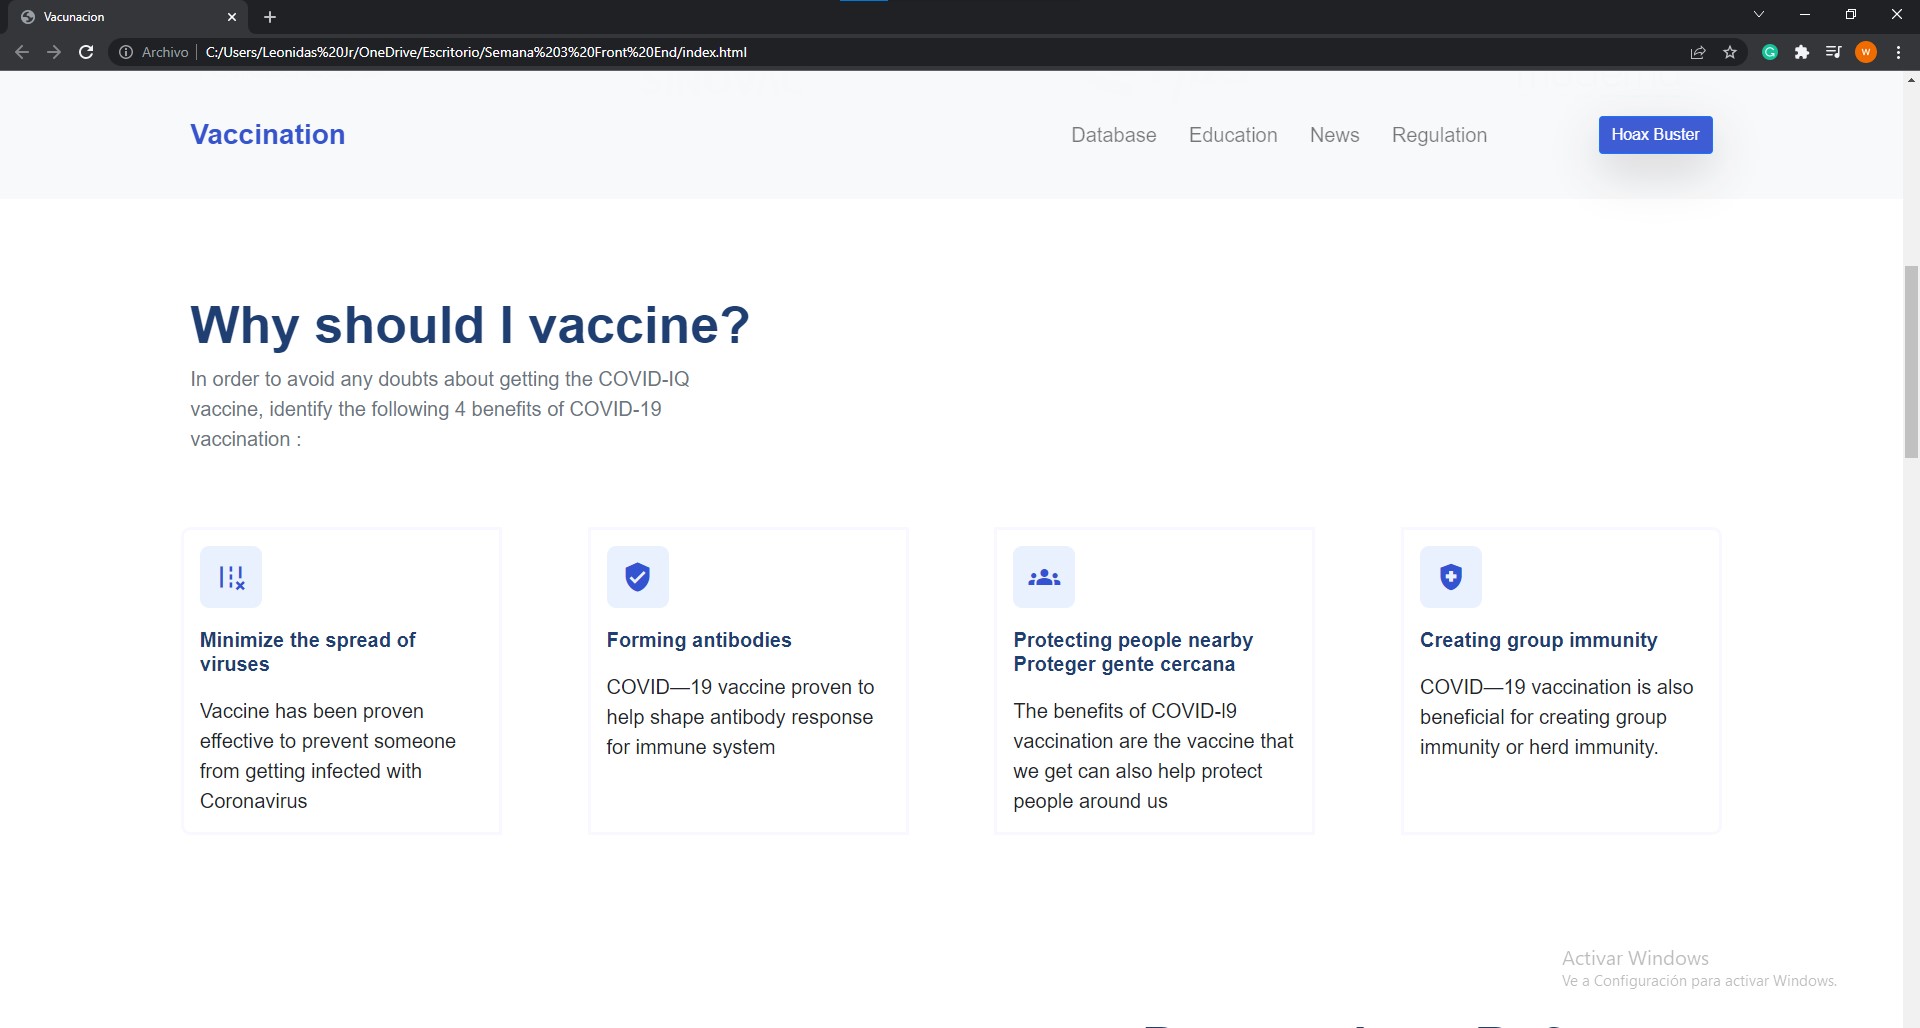 Vacunacion
Archivo C:/Users/Leonidas%20Jr/OneDrive/Escritorio/Semana%203%20Front%20End/index.html
W
Vaccination
Database Education News Regulation
Hoax Buster
Why should I vaccine?
In order to avoid any doubts about getting the COVID-IQ
vaccine, identify the following 4 benefits of COVID-19
vaccination :
Minimize the spread of
viruses
Vaccine has been proven
effective to prevent someone
from getting infected with
Coronavirus
Forming antibodies
COVID—19 vaccine proven to
help shape antibody response
for immune system
Protecting people nearby
Proteger gente cercana
The benefits of COVID-I9
vaccination are the vaccine that
we get can also help protect
people around us
Creating group immunity
COVID—19 vaccination is also
beneficial for creating group
immunity or herd immunity.
Activar Windows
Ve a Configuración para activar Windows.